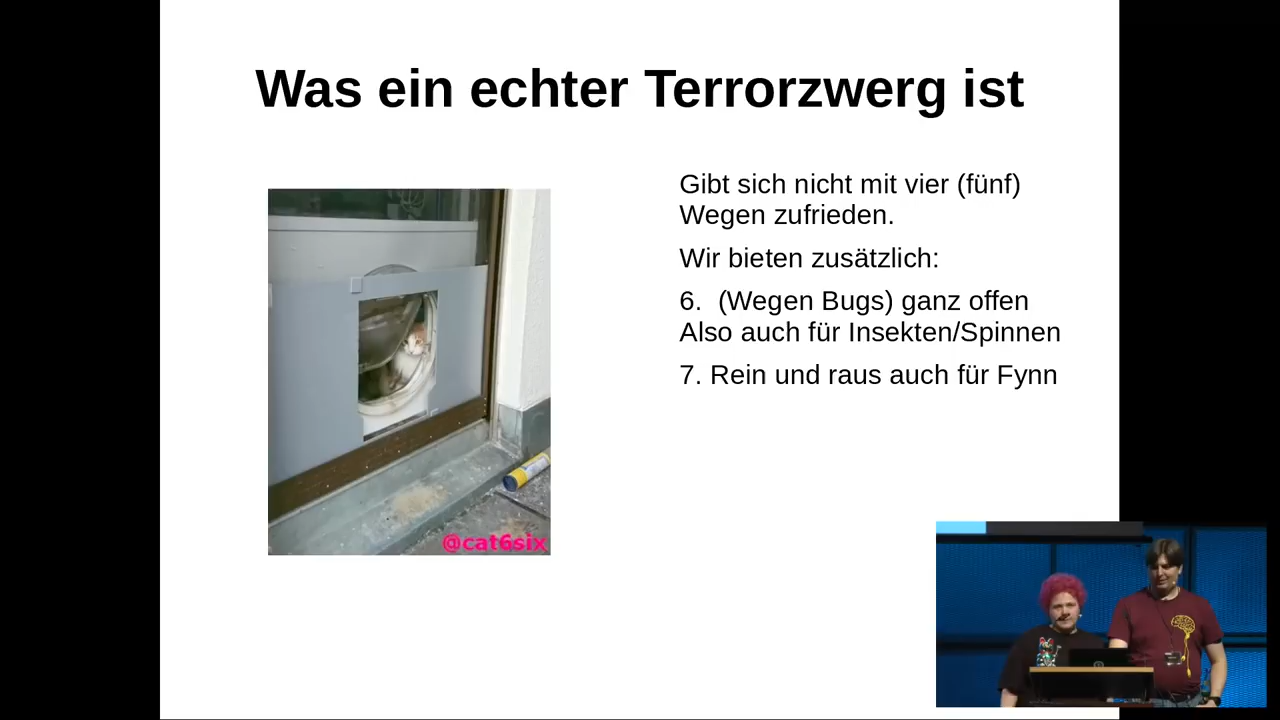 Was ein echter Terrorzwerg ist
Gibt sich nicht mit vier (fünf)
Wegen zufrieden.
Wir bieten zusätzlich:
6.  (Wegen Bugs) ganz offen
Also auch für Insekten/Spinnen
7. Rein und raus auch für Fynn
@cat6six